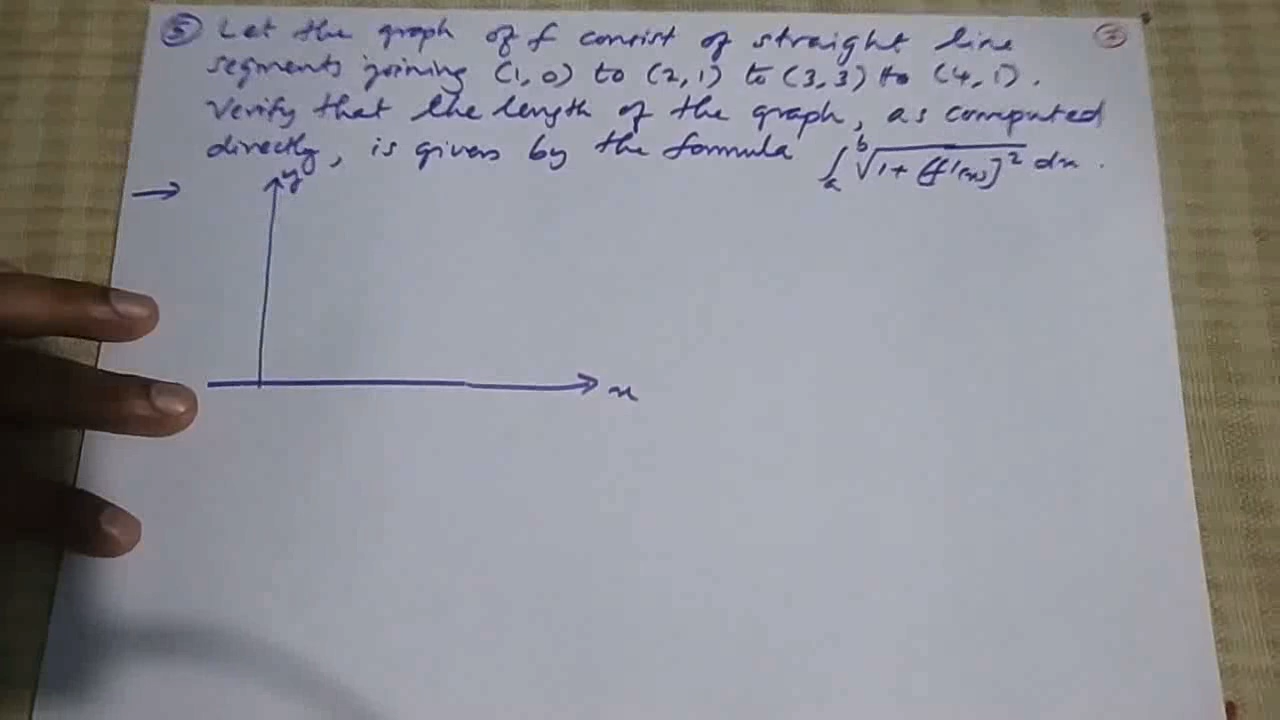 ⑤ Let the graph of f consist of straight line ②
segments joining (1,0) to (2,1) to (3,3) to (4,1).
Verify that the length of the graph, as computed
directly, is given by the formula ∫ₐᵇ √(1+(f'(x)]² dx.
→ y
x